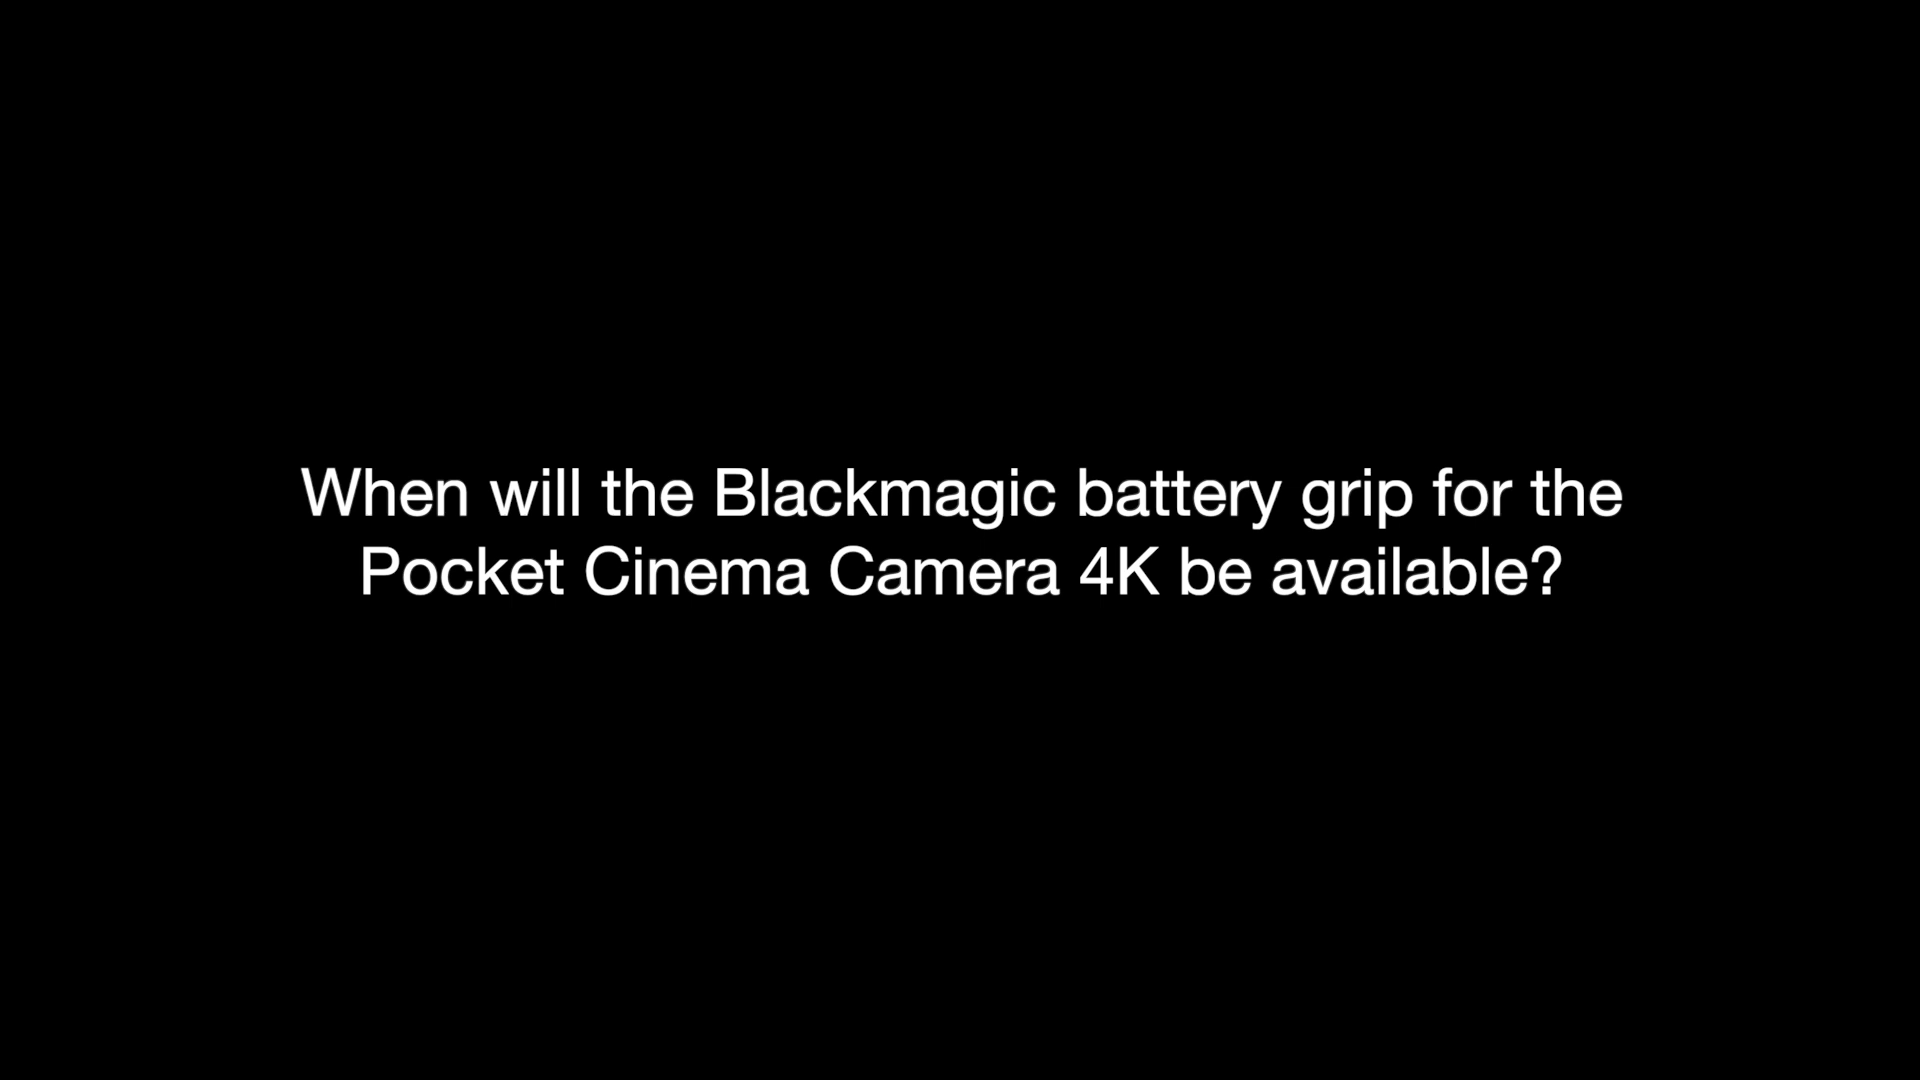 When will the Blackmagic battery grip for the
Pocket Cinema Camera 4K be available?